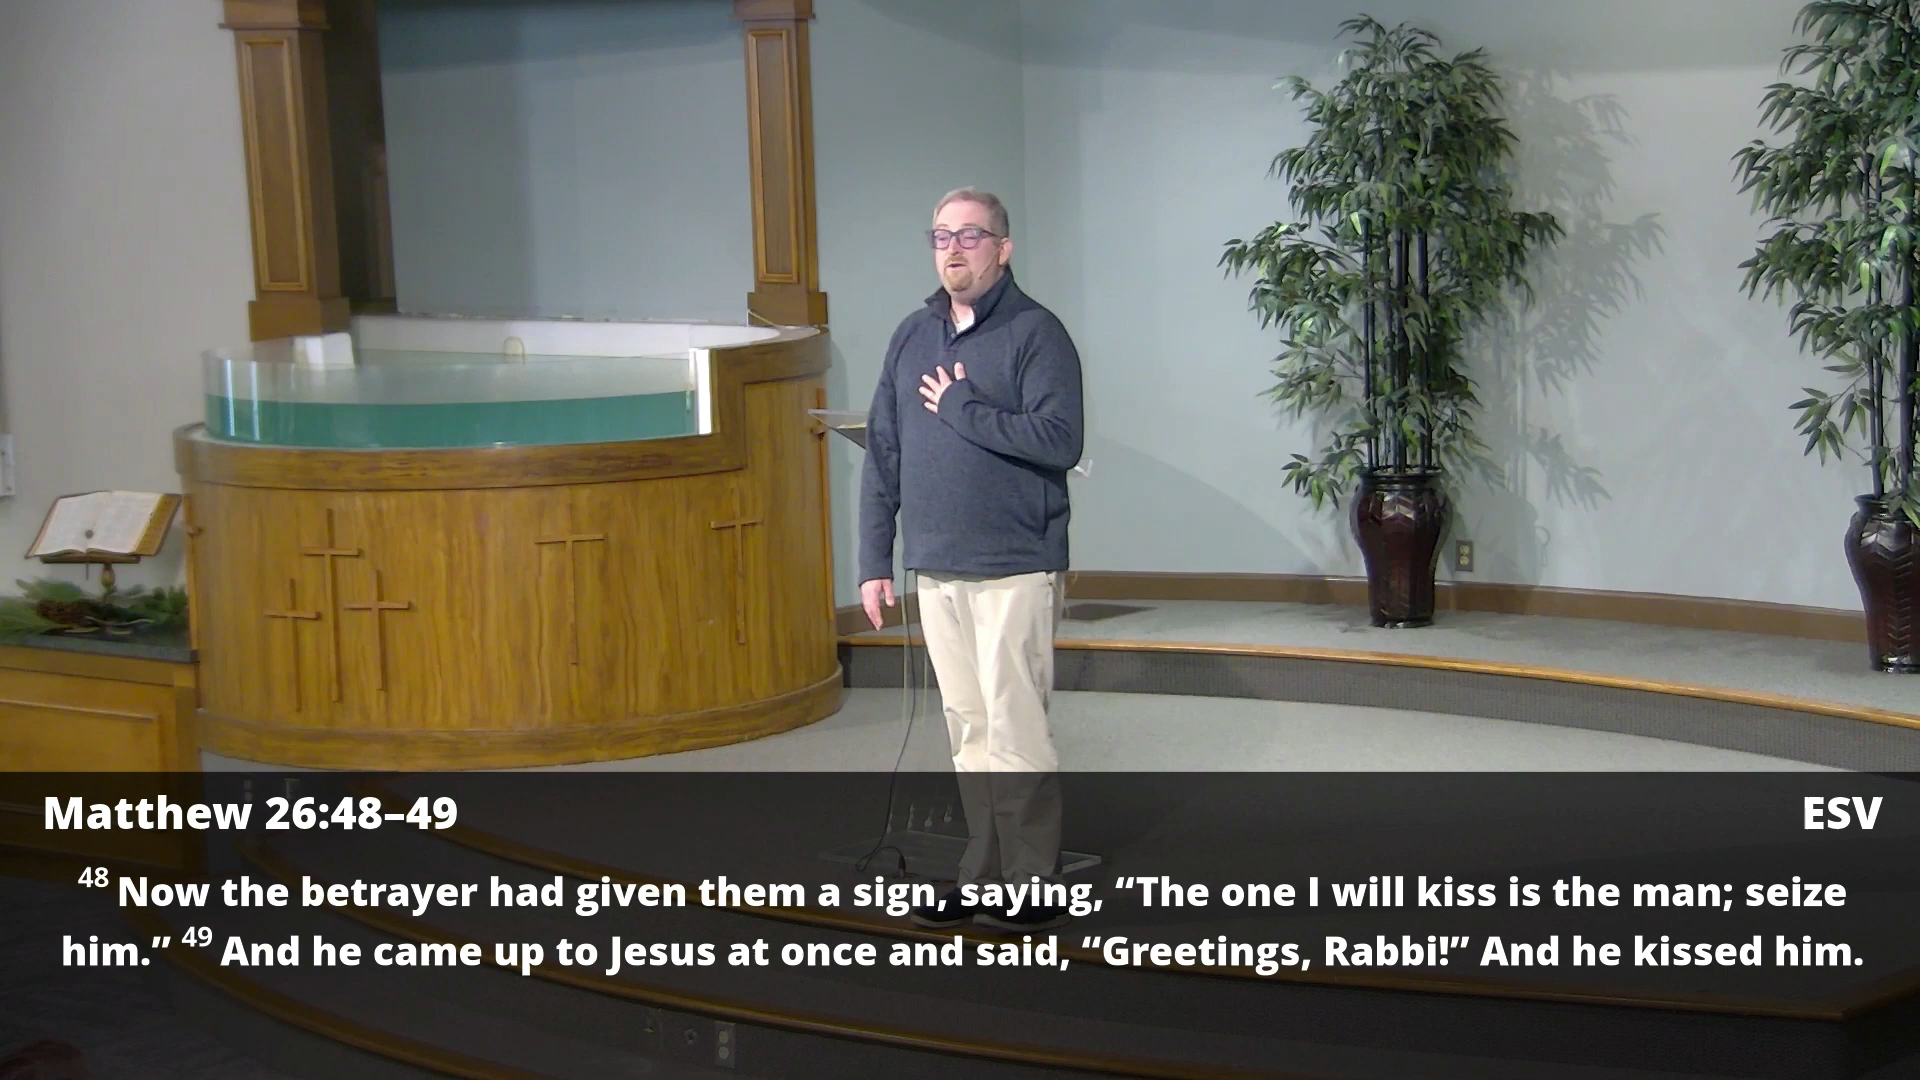 Matthew 26:48–49
ESV
48 Now the betrayer had given them a sign, saying, “The one I will kiss is the man; seize
him.” 49 And he came up to Jesus at once and said, “Greetings, Rabbi!” And he kissed him.